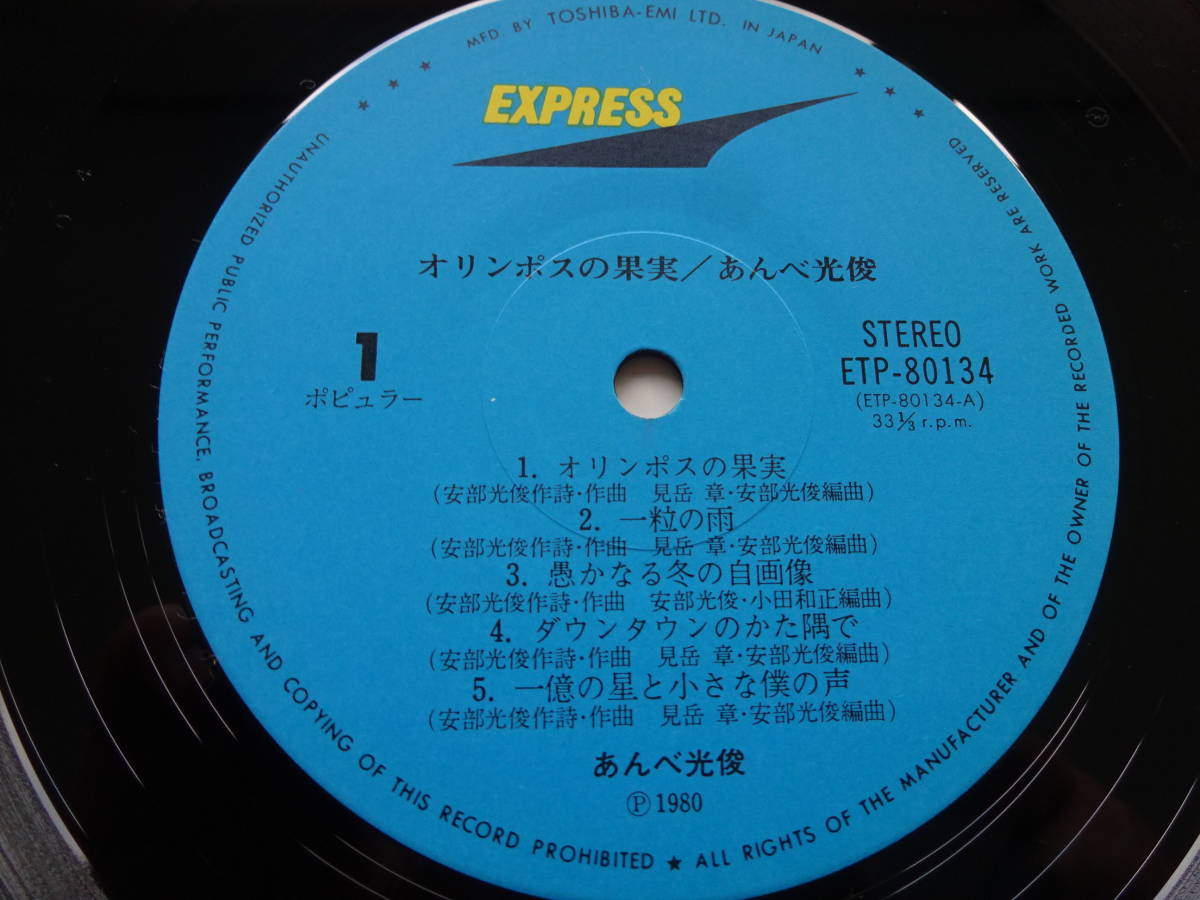 MFD. BY TOSHIBA-EMI LTD. IN JAPAN
EXPRESS
オリンポスの果実／あんべ光俊
1
ポピュラー
STEREO
ETP-80134
(ETP-80134-A)
33 1/3 r.p.m.
1. オリンポスの果実
(安部光俊作詩・作曲 見岳 章・安部光俊編曲)
2. 一粒の雨
(安部光俊作詩・作曲 見岳 章・安部光俊編曲)
3. 愚かなる冬の自画像
(安部光俊作詩・作曲 安部光俊・小田和正編曲)
4. ダウンタウンのかた隅で
(安部光俊作詩・作曲 見岳 章・安部光俊編曲)
5. 一億の星と小さな僕の声
(安部光俊作詩・作曲 見岳 章・安部光俊編曲)
あんべ光俊
Ⓟ 1980
UNAUTHORIZED PUBLIC PERFORMANCE, BROADCASTING AND COPYING OF THIS RECORD PROHIBITED ★ ALL RIGHTS OF THE MANUFACTURER AND OF THE OWNER OF THE RECORDED WORK ARE RESERVED